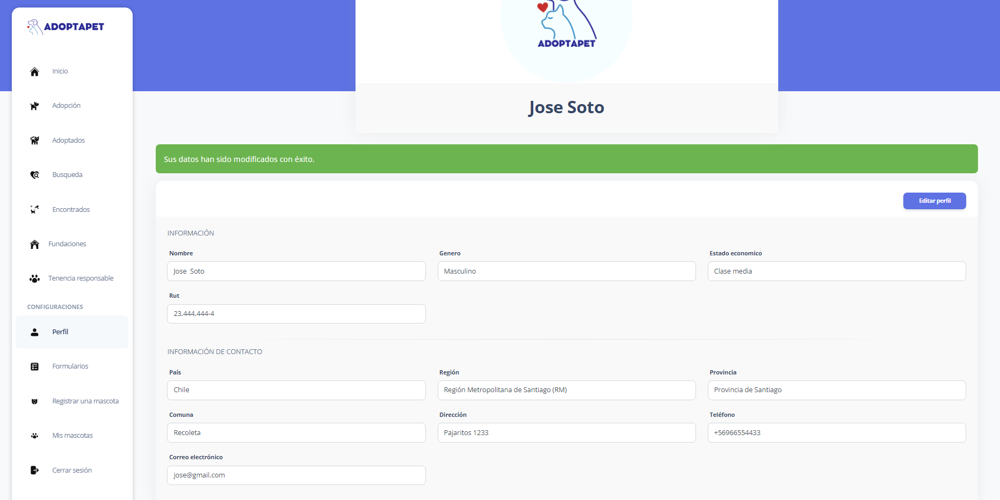 ADOPTAPET
Inicio
Adopción
Adoptados
Busqueda
Encontrados
Fundaciones
Tenencia responsable
CONFIGURACIONES
Perfil
Formularios
Registrar una mascota
Mis mascotas
Cerrar sesión
ADOPTAPET
Jose Soto
Sus datos han sido modificados con éxito.
Editar perfil
INFORMACIÓN
Nombre
Jose  Soto
Genero
Masculino
Estado economico
Clase media
Rut
23.444.444-4
INFORMACIÓN DE CONTACTO
País
Chile
Región
Región Metropolitana de Santiago (RM)
Provincia
Provincia de Santiago
Comuna
Recoleta
Dirección
Pajaritos 1233
Teléfono
+56966554433
Correo electrónico
jose@gmail.com